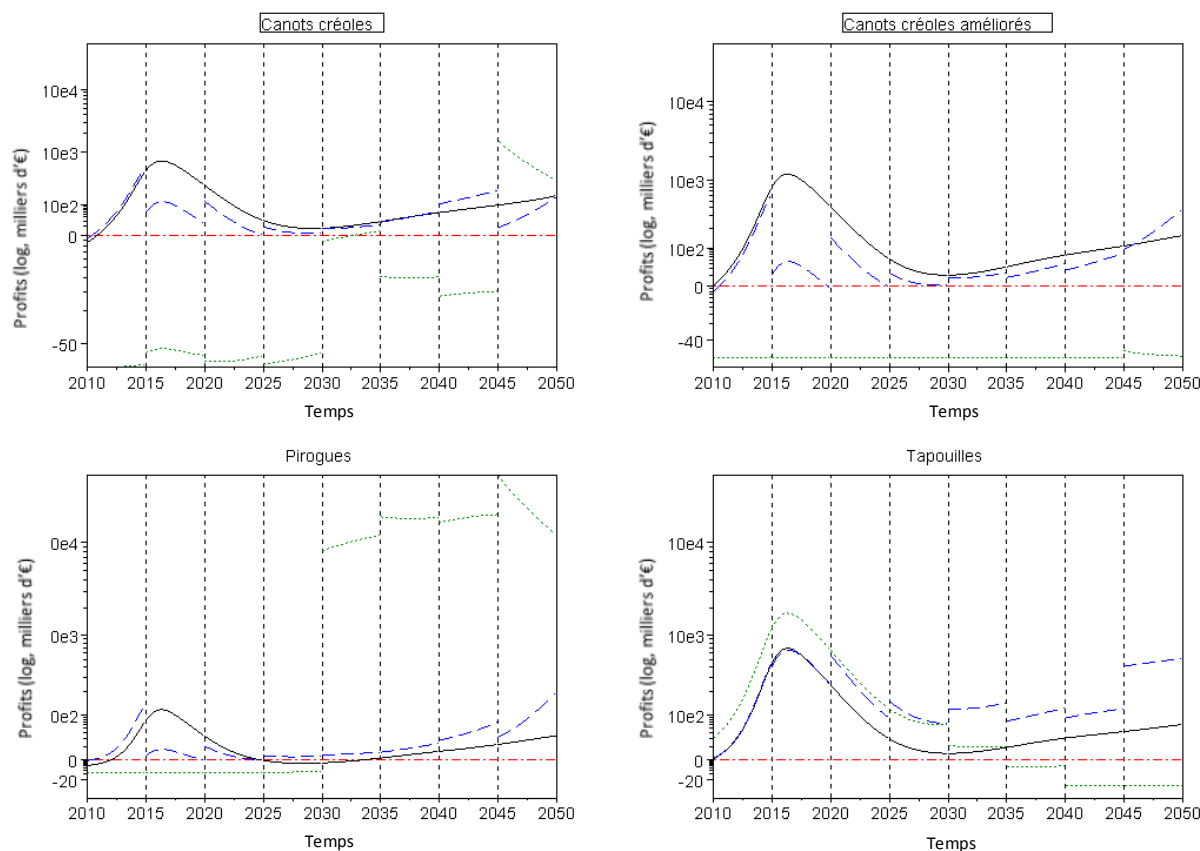 Canots créoles
Profits (log, milliers d'€)
10e4
10e3
10e2
0
-50
2010 2015 2020 2025 2030 2035 2040 2045 2050
Temps
Canots créoles améliorés
Profits (log, milliers d'€)
10e4
10e3
10e2
0
-40
2010 2015 2020 2025 2030 2035 2040 2045 2050
Temps
Pirogues
Profits (log, milliers d'€)
0e4
0e3
0e2
0
-20
2010 2015 2020 2025 2030 2035 2040 2045 2050
Temps
Tapouilles
Profits (log, milliers d'€)
10e4
10e3
10e2
0
-20
2010 2015 2020 2025 2030 2035 2040 2045 2050
Temps